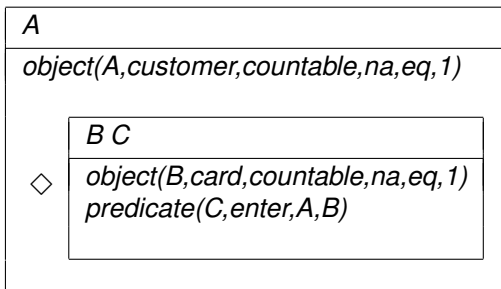 A
object(A,customer,countable,na,eq,1)
B C
object(B,card,countable,na,eq,1)
◇
predicate(C,enter,A,B)